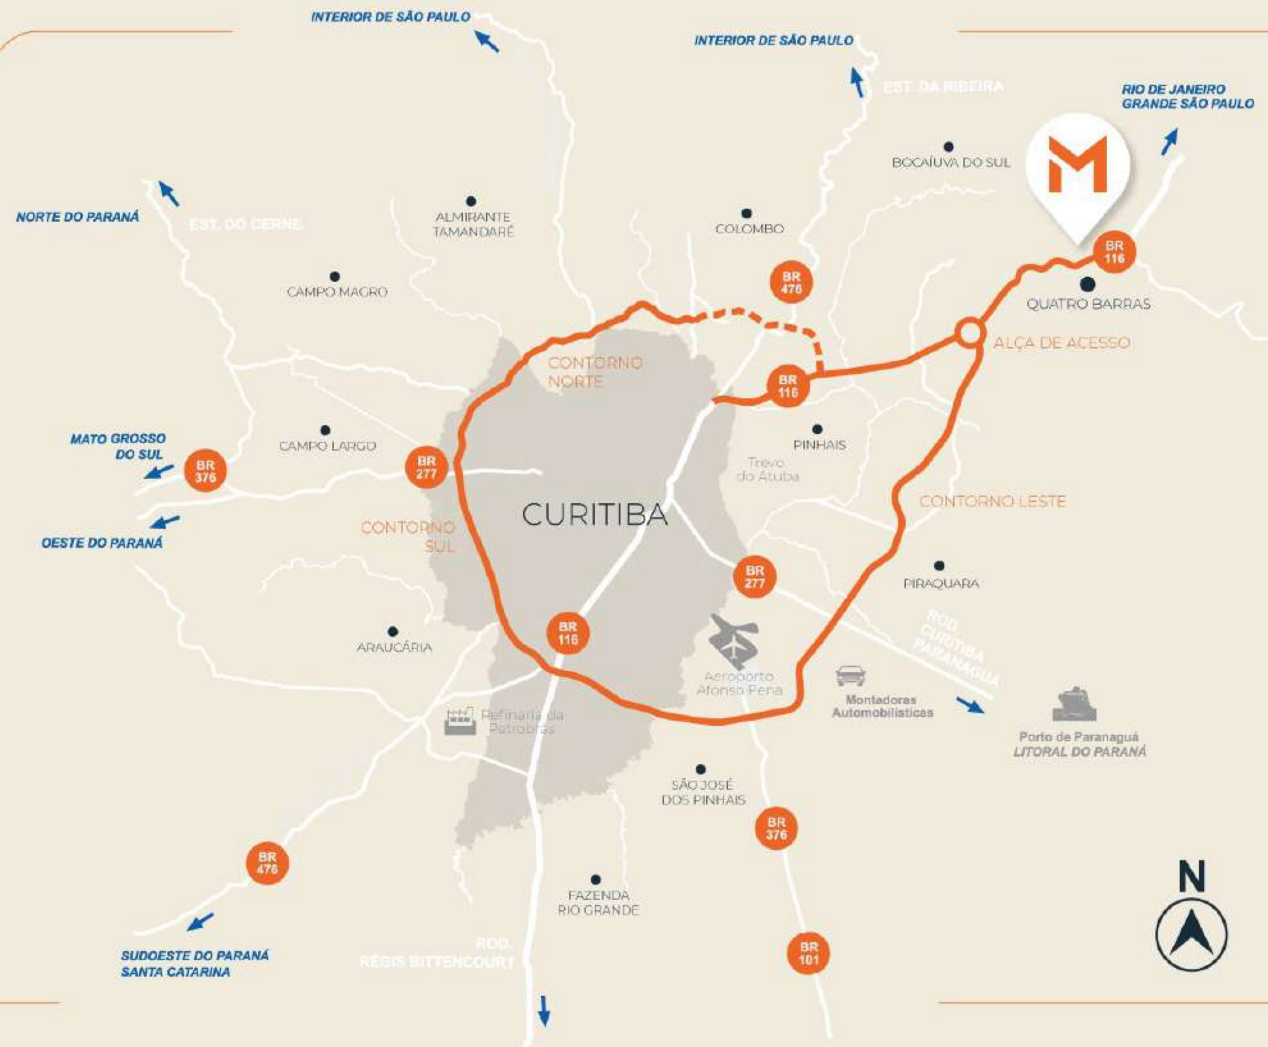 INTERIOR DE SÃO PAULO
INTERIOR DE SÃO PAULO
EST. DA RIBEIRA
RIO DE JANEIRO
GRANDE SÃO PAULO
BOCAÍUVA DO SUL
M
NORTE DO PARANÁ
EST. DO CERNE
ALMIRANTE
TAMANDARÉ
COLOMBO
BR
116
BR
476
CAMPO MAGRO
QUATRO BARRAS
ALÇA DE ACESSO
CONTORNO
NORTE
BR
116
MATO GROSSO
DO SUL
BR
376
CAMPO LARGO
BR
277
PINHAIS
Trevo
do Atuba
CURITIBA
CONTORNO LESTE
CONTORNO
SUL
OESTE DO PARANÁ
BR
277
PIRAQUARA
ROD.
CURITIBA
PARANAGUÁ
BR
116
ARAUCÁRIA
Aeroporto
Afonso Pena
Montadoras
Automobilísticas
Refinaria da
Petrobras
Porto de Paranaguá
LITORAL DO PARANÁ
SÃO JOSÉ
DOS PINHAIS
BR
376
BR
476
FAZENDA
RIO GRANDE
N
SUDOESTE DO PARANÁ
SANTA CATARINA
ROD.
RÉGIS BITTENCOURT
BR
101